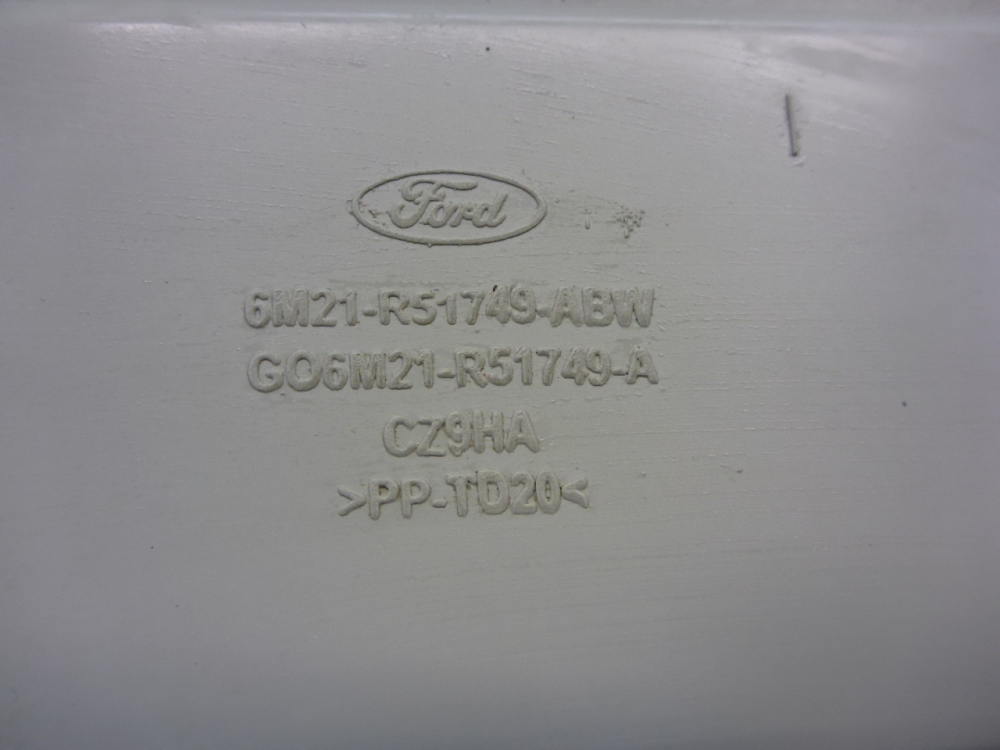 Ford
6M21-R51749-ABW
GO6M21-R51749-A
CZ9HA
>PP-TD20<